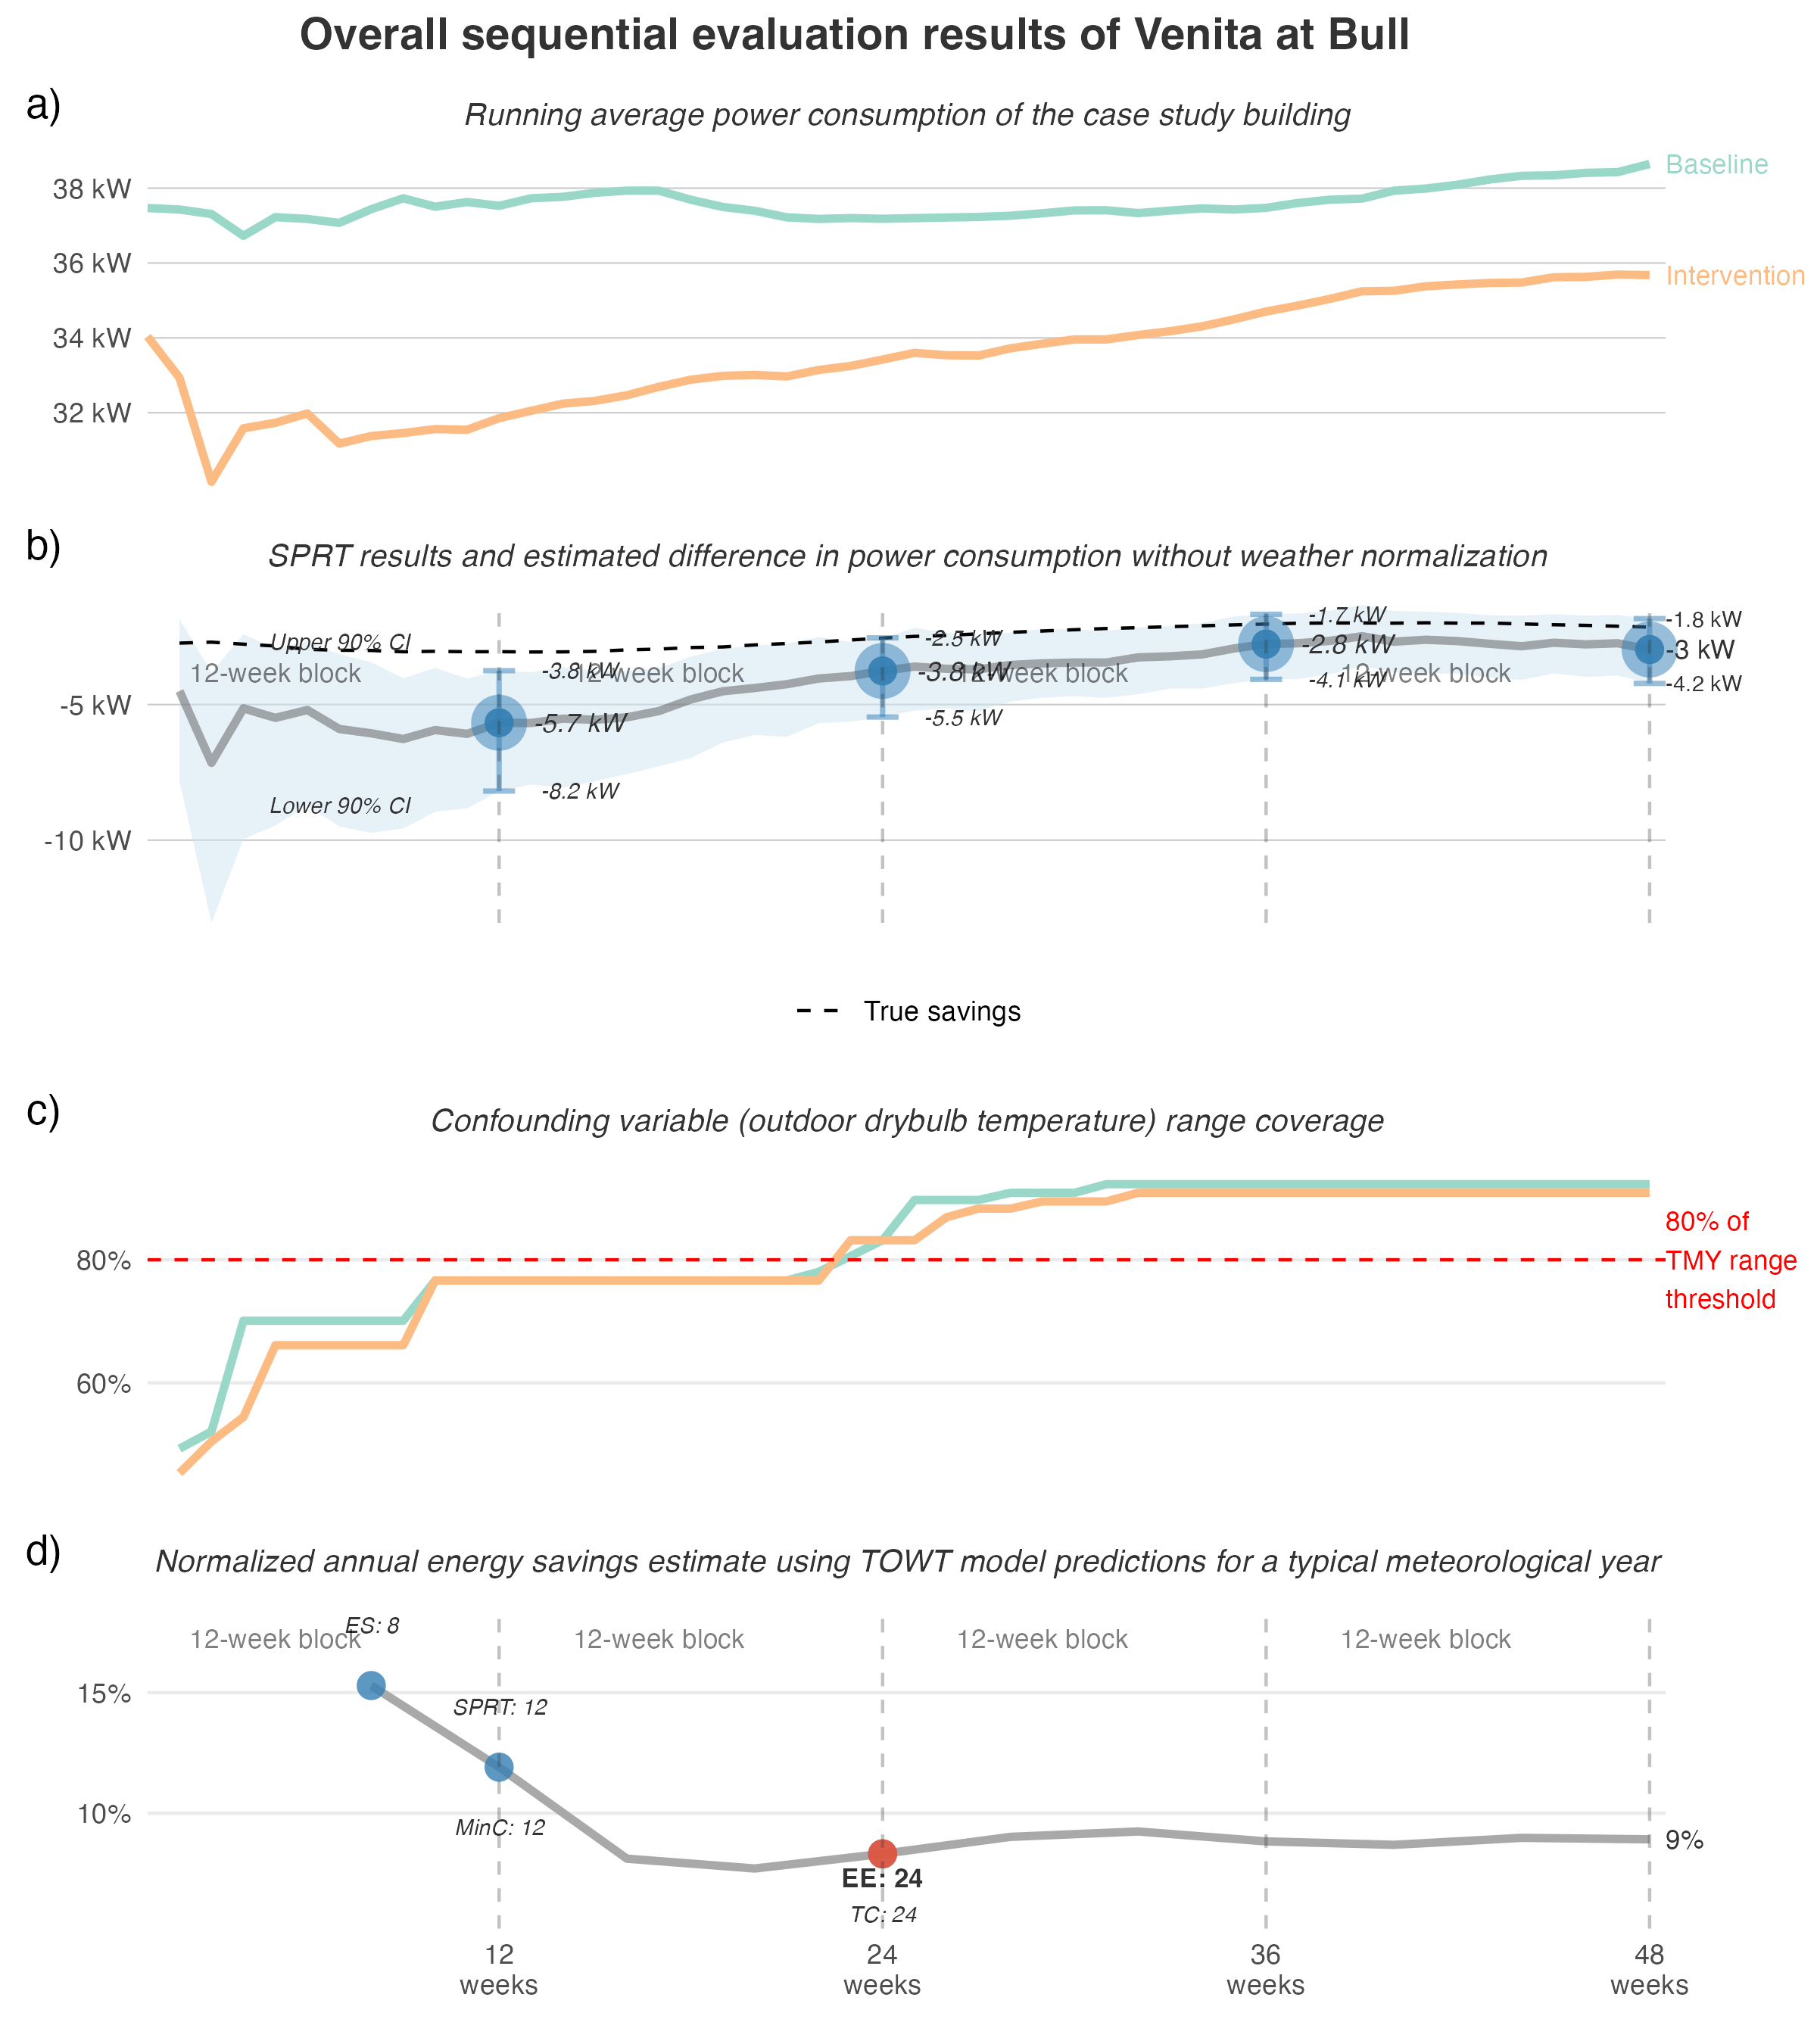 Overall sequential evaluation results of Venita at Bull
a)
Running average power consumption of the case study building
38 kW
36 kW
34 kW
32 kW
Baseline
Intervention
b)
SPRT results and estimated difference in power consumption without weather normalization
-5 kW
-10 kW
Upper 90% CI
Lower 90% CI
12-week block
12-week block
12-week block
12-week block
-3.8 kW
-5.7 kW
-8.2 kW
-2.5 kW
-3.8 kW
-5.5 kW
-1.7 kW
-2.8 kW
-4.1 kW
-1.8 kW
-3 kW
-4.2 kW
True savings
c)
Confounding variable (outdoor drybulb temperature) range coverage
80%
60%
80% of
TMY range
threshold
d)
Normalized annual energy savings estimate using TOWT model predictions for a typical meteorological year
12-week block
12-week block
12-week block
12-week block
15%
10%
ES: 8
SPRT: 12
MinC: 12
EE: 24
TC: 24
9%
12
weeks
24
weeks
36
weeks
48
weeks